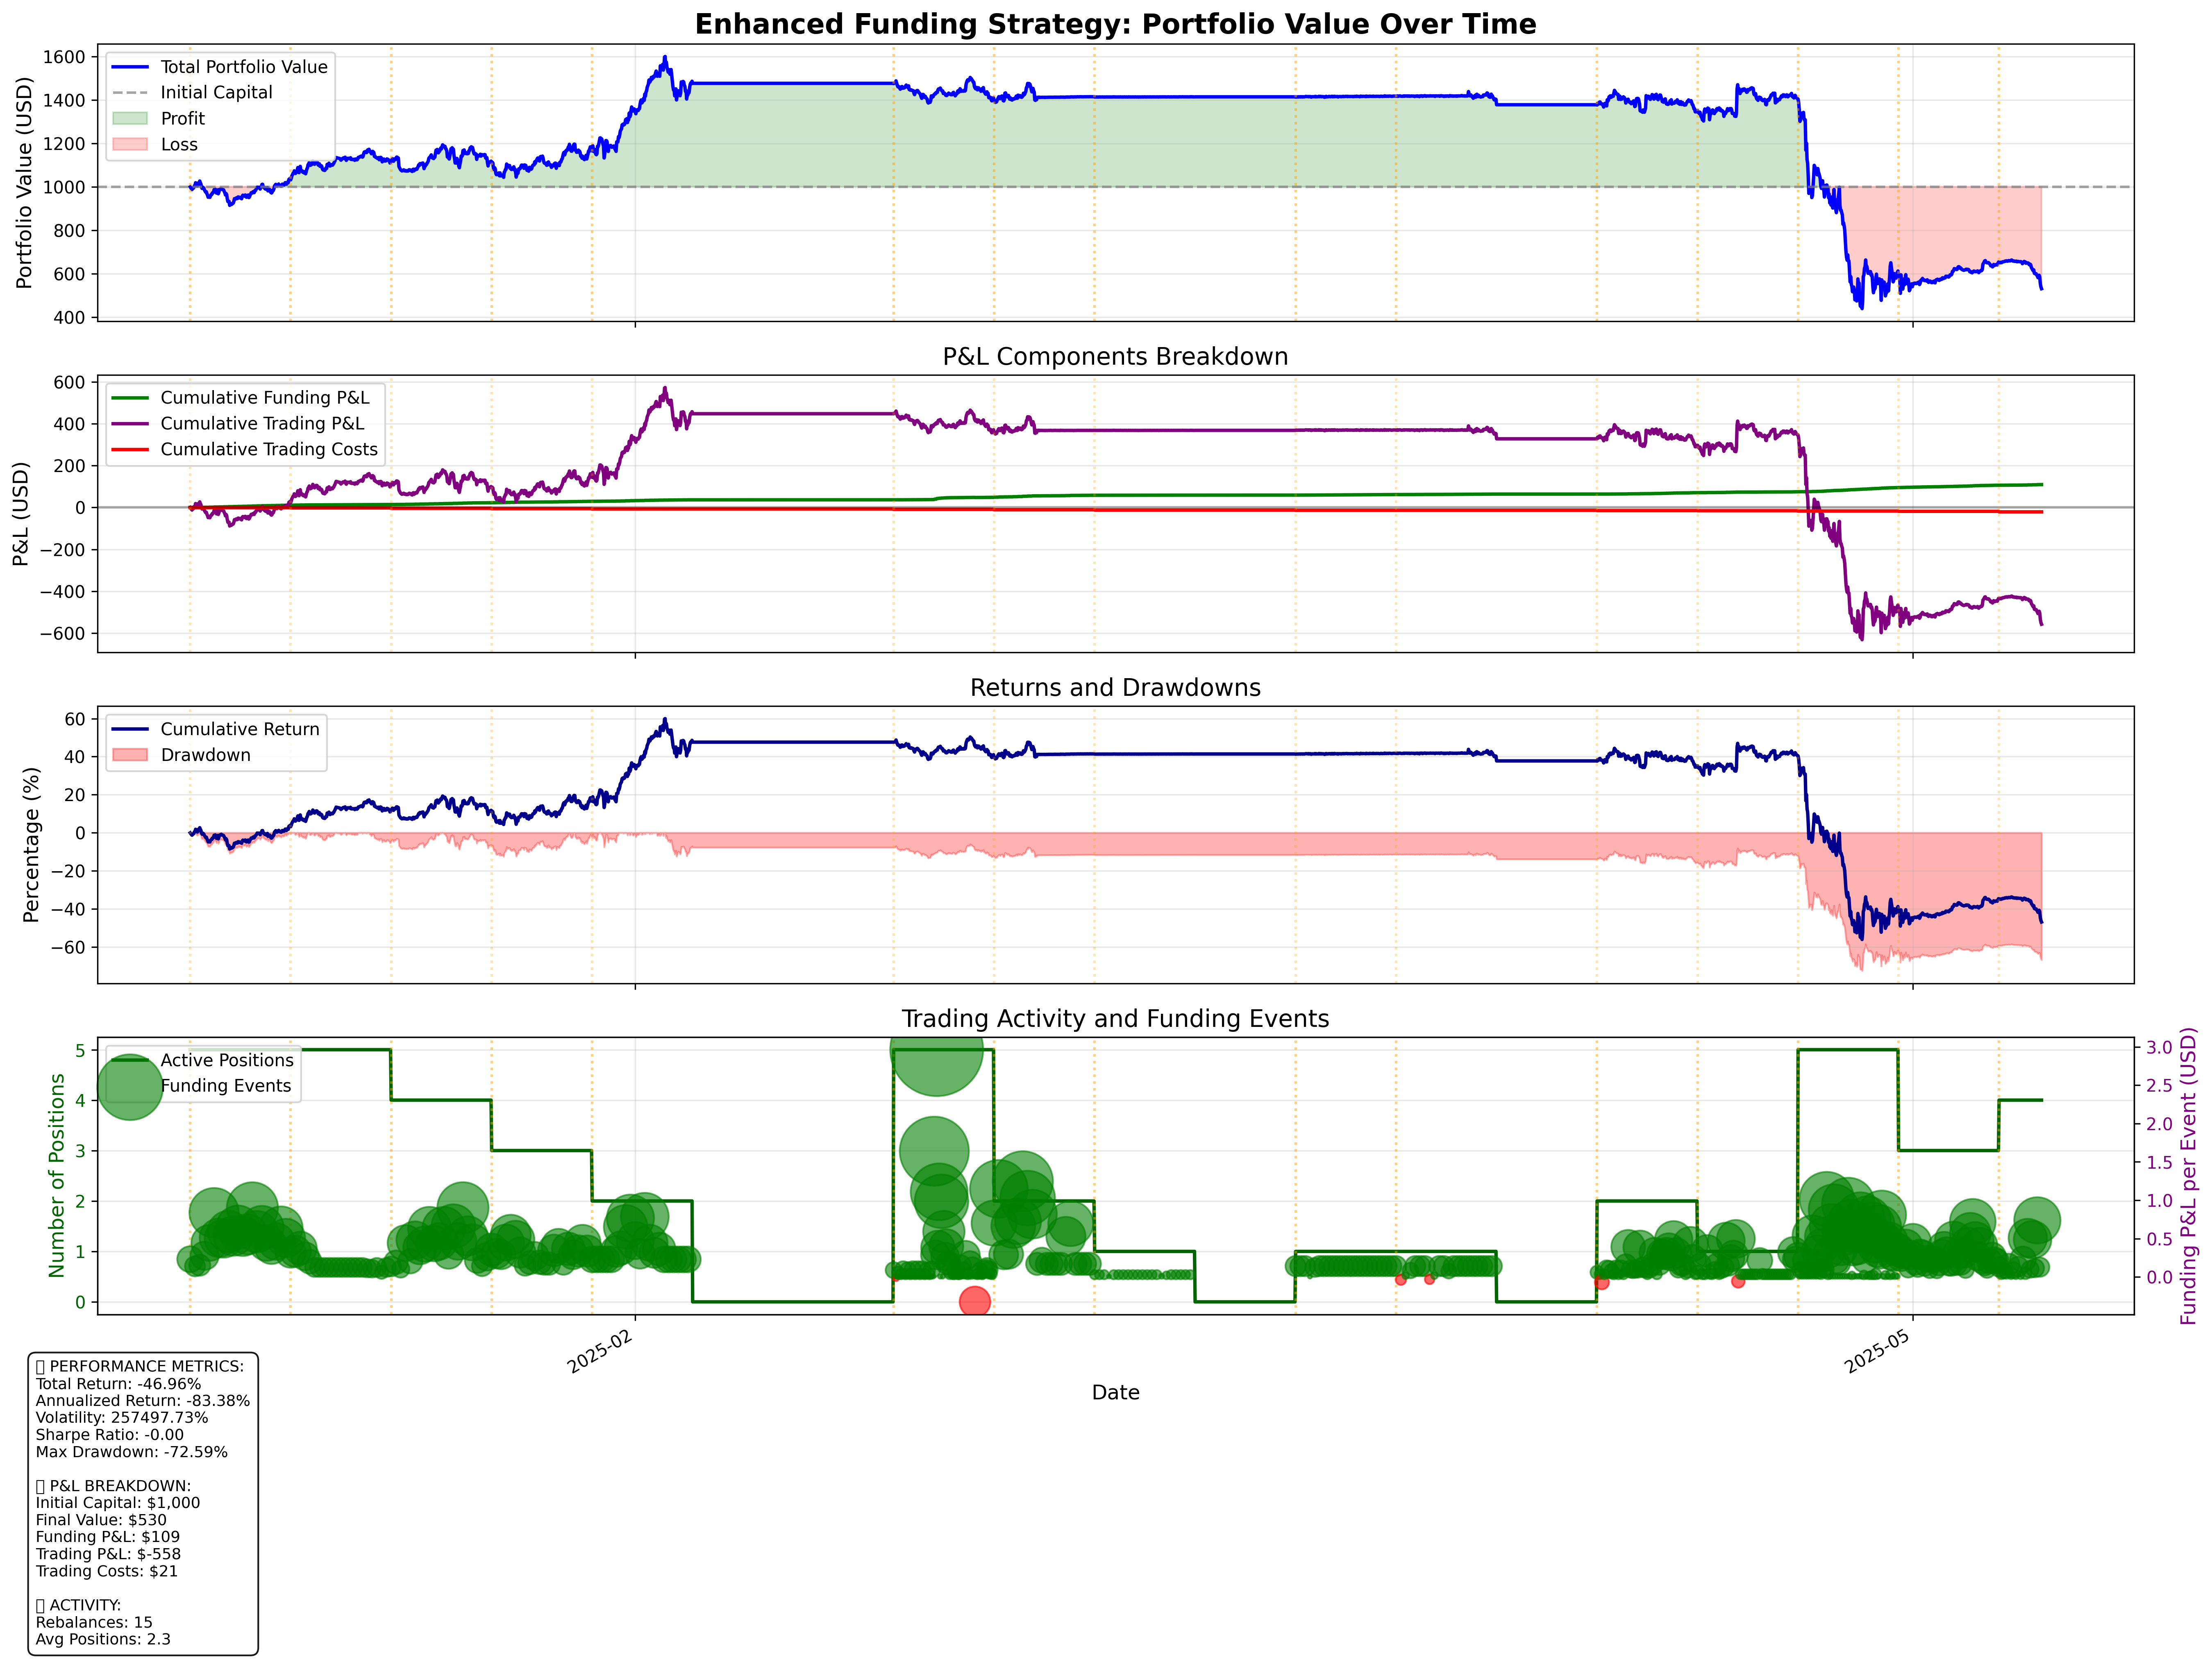 Enhanced Funding Strategy: Portfolio Value Over Time
Portfolio Value (USD)
1600
1400
1200
1000
800
600
400
Total Portfolio Value
Initial Capital
Profit
Loss
P&L Components Breakdown
P&L (USD)
600
400
200
0
−200
−400
−600
Cumulative Funding P&L
Cumulative Trading P&L
Cumulative Trading Costs
Returns and Drawdowns
Percentage (%)
60
40
20
0
−20
−40
−60
Cumulative Return
Drawdown
Trading Activity and Funding Events
Number of Positions
5
4
3
2
1
0
Active Positions
Funding Events
3.0
2.5
2.0
1.5
1.0
0.5
0.0
Funding P&L per Event (USD)
2025-02
2025-05
Date
PERFORMANCE METRICS:
Total Return: -46.96%
Annualized Return: -83.38%
Volatility: 257497.73%
Sharpe Ratio: -0.00
Max Drawdown: -72.59%
P&L BREAKDOWN:
Initial Capital: $1,000
Final Value: $530
Funding P&L: $109
Trading P&L: $-558
Trading Costs: $21
ACTIVITY:
Rebalances: 15
Avg Positions: 2.3